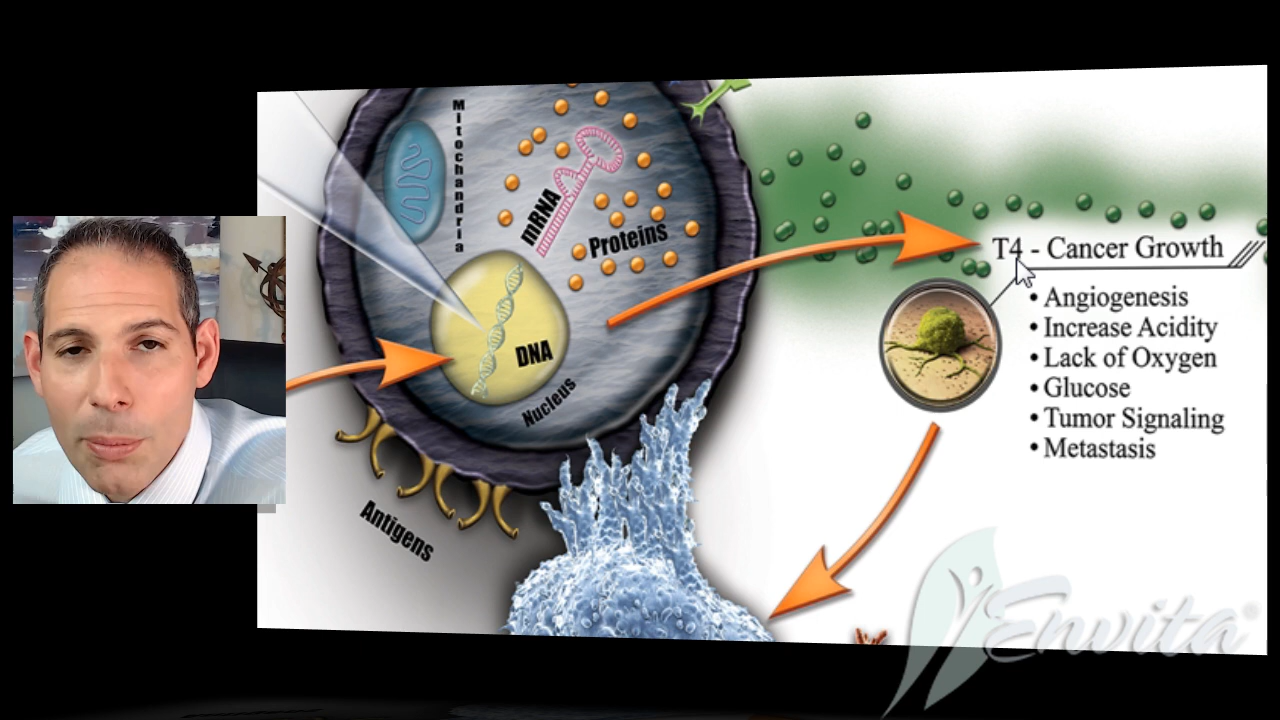 Mitochandria
mRNA
Proteins
DNA
Nucleus
Antigens
T4 - Cancer Growth
• Angiogenesis
• Increase Acidity
• Lack of Oxygen
• Glucose
• Tumor Signaling
• Metastasis
Envita®